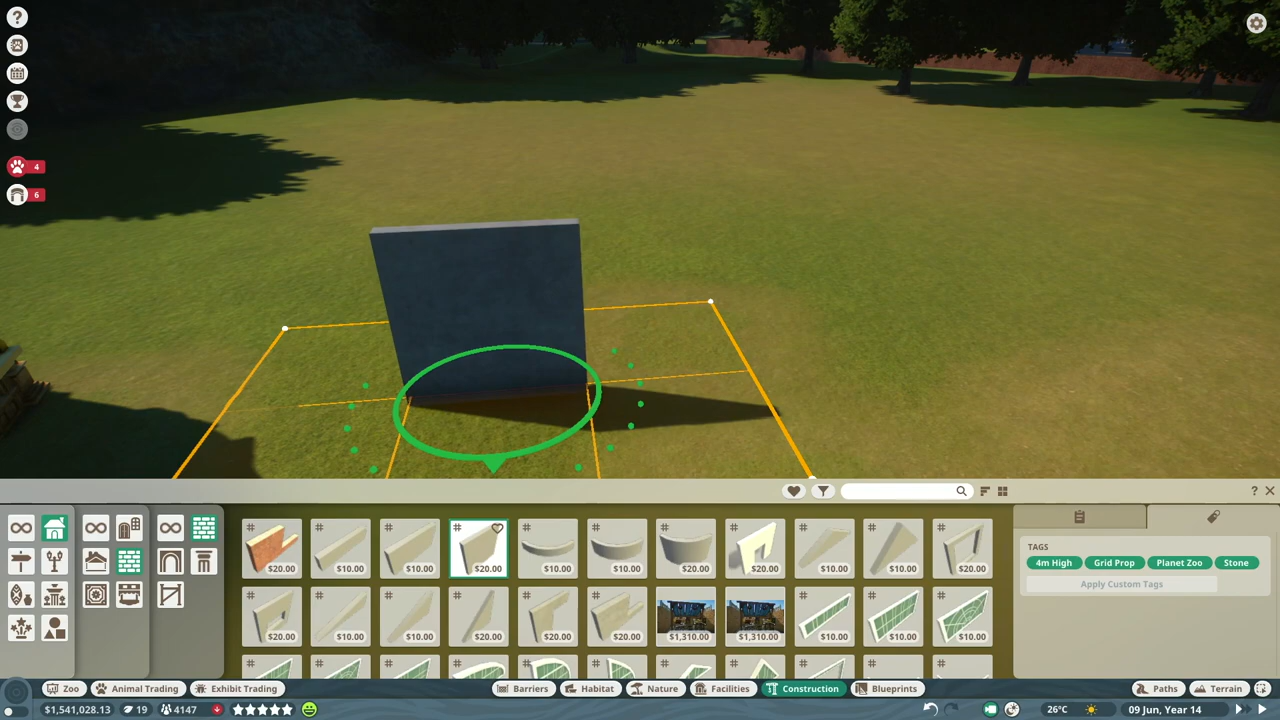 ?
4
6
? ×
# $20.00 # $10.00 # $10.00 # $20.00 # $10.00 # $10.00 # $20.00 # $20.00 # $10.00 # $10.00 # $20.00
# $20.00 # $10.00 # $10.00 # $10.00 # $20.00 # $20.00 $1,310.00 $1,310.00 # $10.00 # $10.00 # $10.00
TAGS
4m High Grid Prop Planet Zoo Stone
Apply Custom Tags
Zoo Animal Trading Exhibit Trading Barriers Habitat Nature Facilities Construction Blueprints Paths Terrain
$1,541,028.13 19 4147 26°C 09 Jun, Year 14